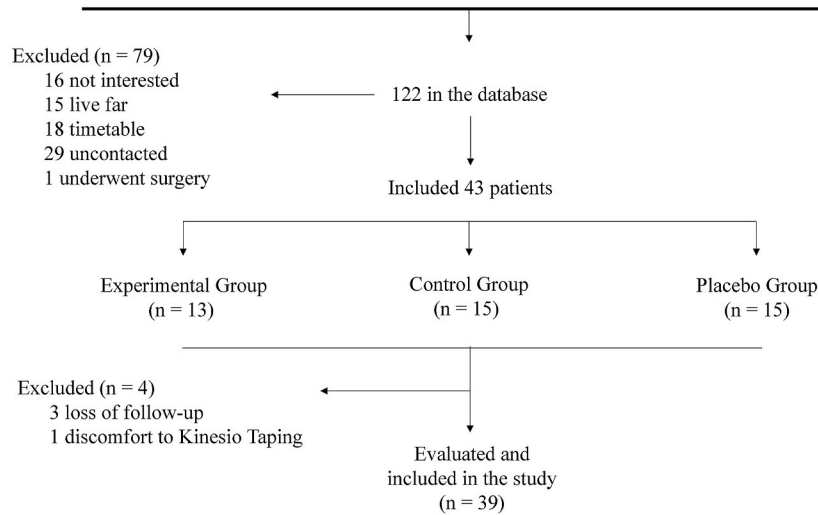 Excluded (n = 79)
16 not interested
15 live far
18 timetable
29 uncontacted
1 underwent surgery
122 in the database
Included 43 patients
Experimental Group
(n = 13)
Control Group
(n = 15)
Placebo Group
(n = 15)
Excluded (n = 4)
3 loss of follow-up
1 discomfort to Kinesio Taping
Evaluated and
included in the study
(n = 39)